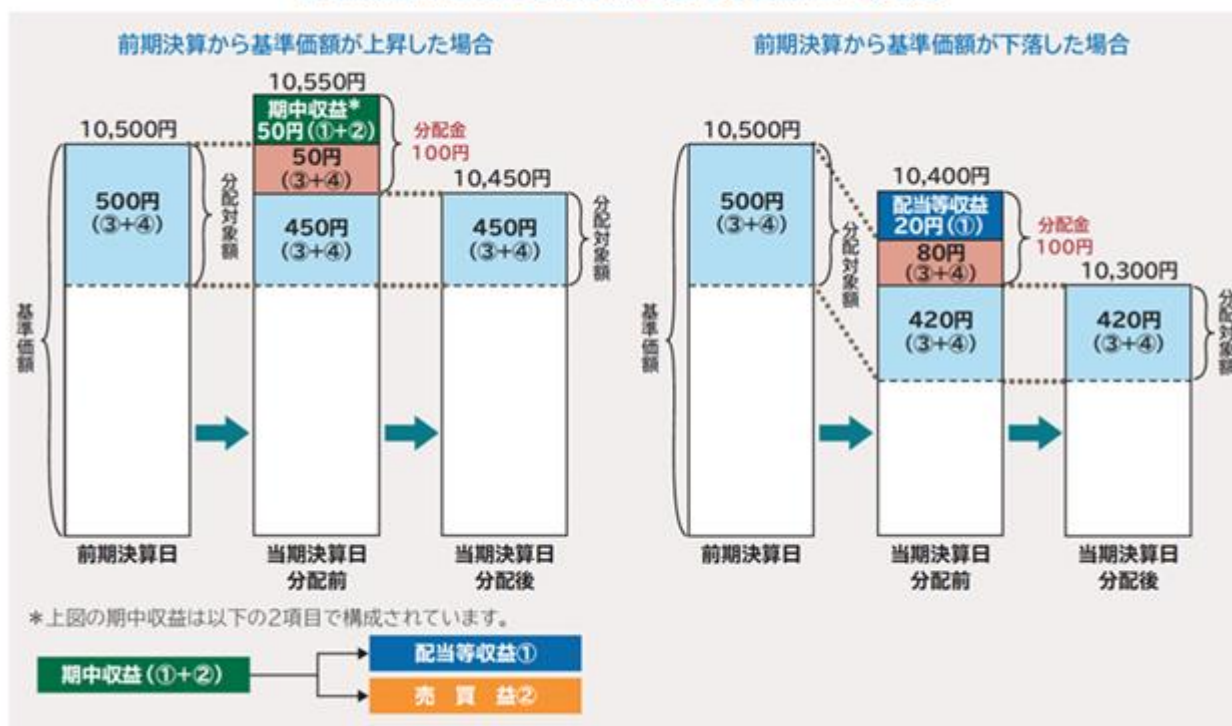 前期決算から基準価額が上昇した場合
10,500円
500円
(③+④)
分配対象額
基準価額
前期決算日
10,550円
期中収益*
50円(①+②)
50円
(③+④)
450円
(③+④)
分配金
100円
当期決算日
分配前
10,450円
450円
(③+④)
分配対象額
当期決算日
分配後
前期決算から基準価額が下落した場合
10,500円
500円
(③+④)
分配対象額
基準価額
前期決算日
10,400円
配当等収益
20円(①)
80円
(③+④)
420円
(③+④)
分配金
100円
当期決算日
分配前
10,300円
420円
(③+④)
分配対象額
当期決算日
分配後
*上図の期中収益は以下の2項目で構成されています。
期中収益(①+②)
配当等収益①
売買益②